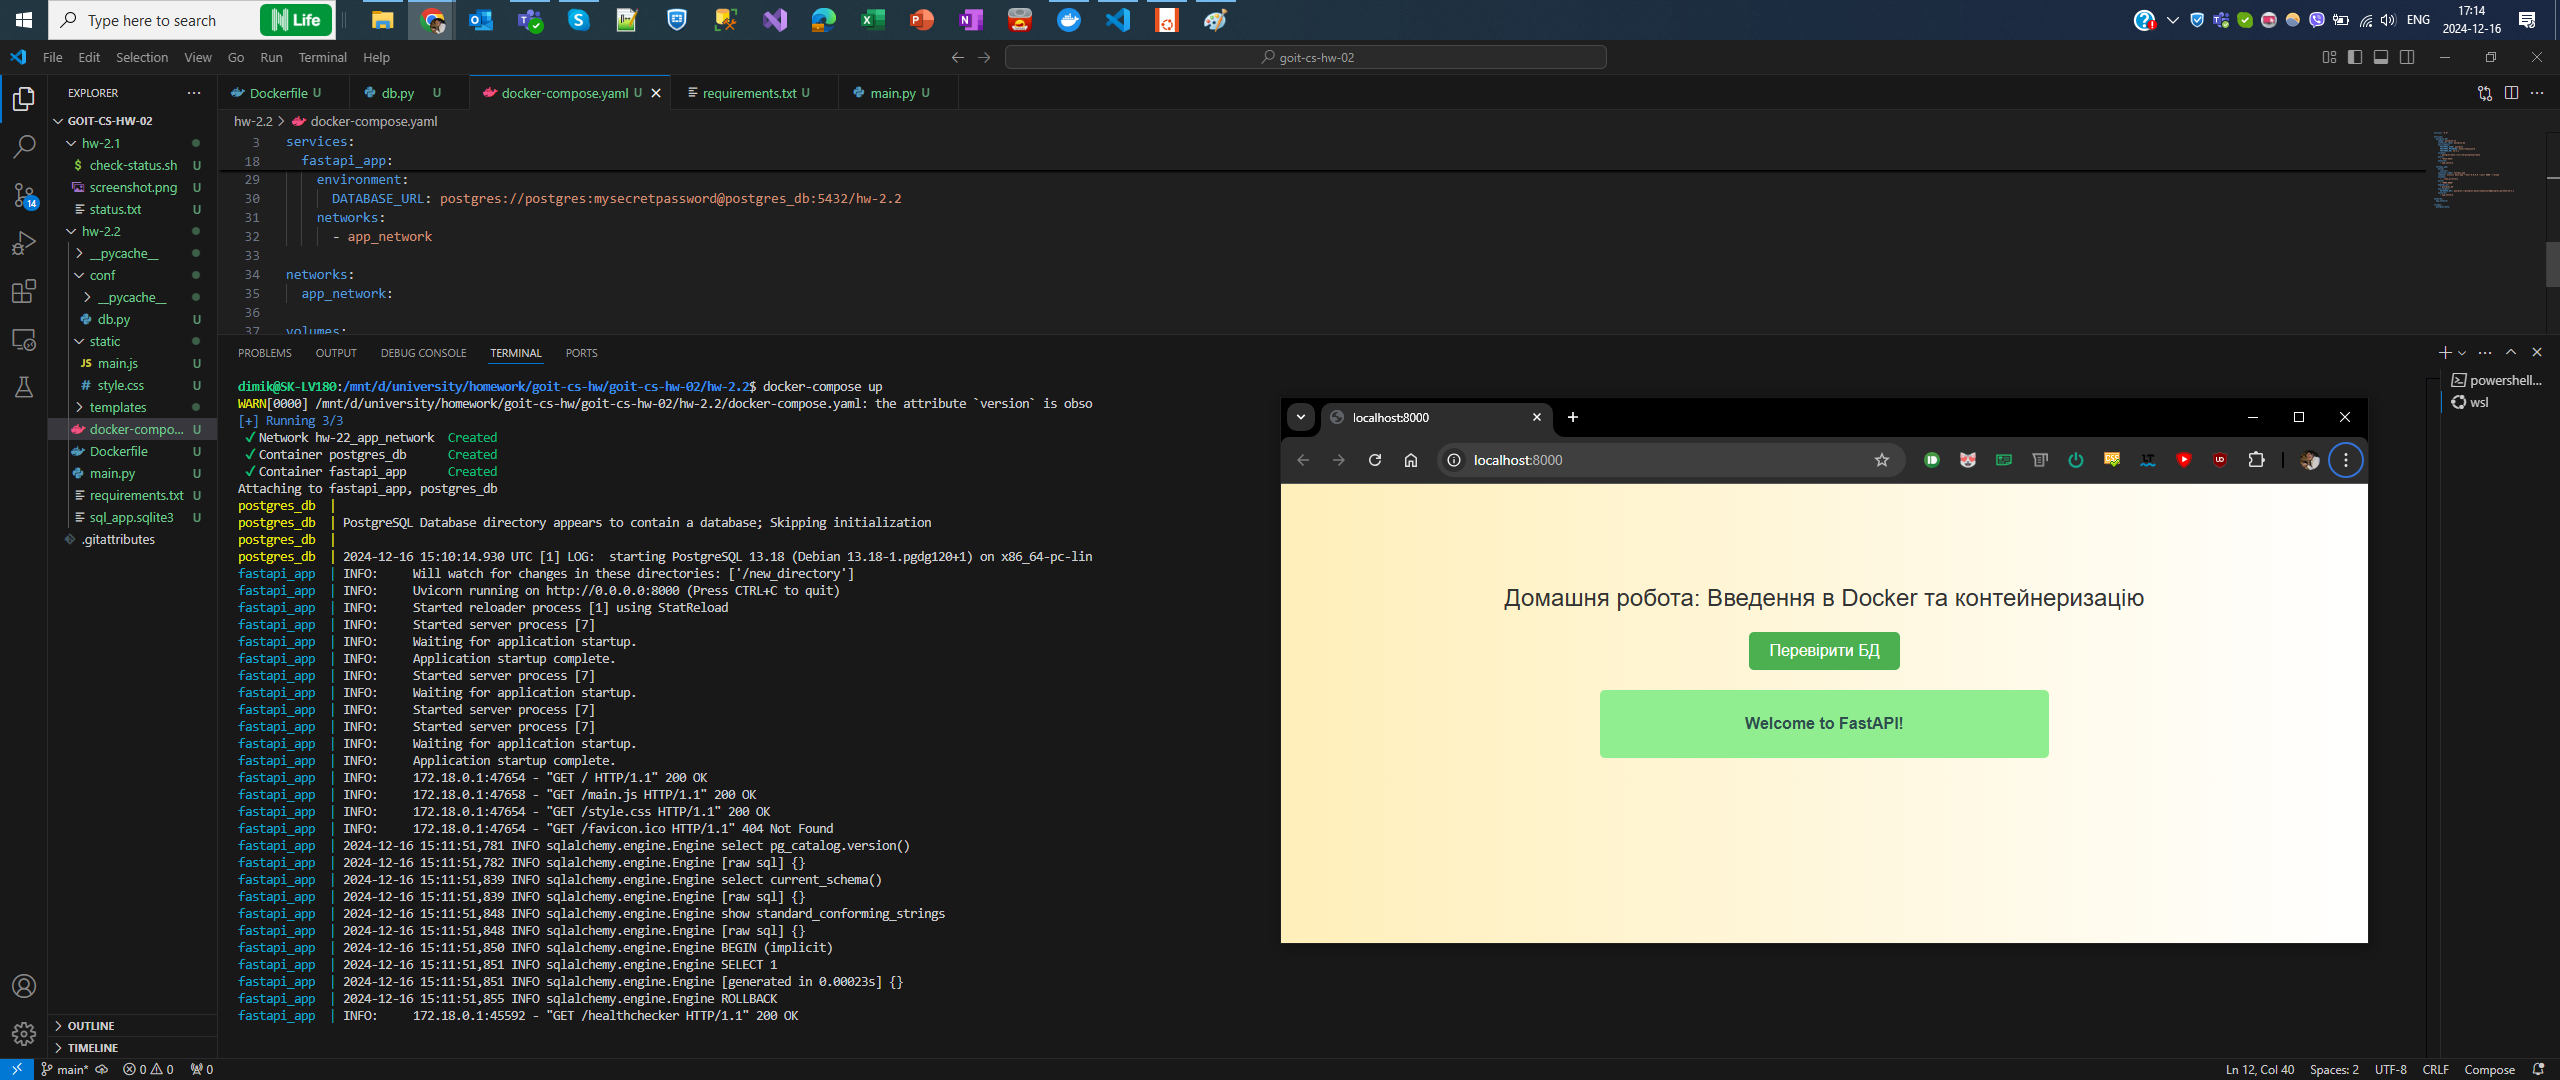 Type here to search
Life
ENG
17:14
2024-12-16
File Edit Selection View Go Run Terminal Help
goit-cs-hw-02
EXPLORER
Dockerfile U
db.py U
docker-compose.yaml U
requirements.txt U
main.py U
GOIT-CS-HW-02
hw-2.1
check-status.sh U
screenshot.png U
status.txt U
hw-2.2
__pycache__
conf
__pycache__
db.py U
static
JS main.js U
# style.css U
templates
docker-compo... U
Dockerfile U
main.py U
requirements.txt U
sql_app.sqlite3 U
.gitattributes
14
OUTLINE
TIMELINE
hw-2.2 > docker-compose.yaml
3 services:
18 fastapi_app:
29 environment:
30 DATABASE_URL: postgres://postgres:mysecretpassword@postgres_db:5432/hw-2.2
31 networks:
32 - app_network
33
34 networks:
35 app_network:
36
37 volumes:
PROBLEMS OUTPUT DEBUG CONSOLE TERMINAL PORTS
powershell...
wsl
dimik@SK-LV180:/mnt/d/university/homework/goit-cs-hw/goit-cs-hw-02/hw-2.2$ docker-compose up
WARN[0000] /mnt/d/university/homework/goit-cs-hw/goit-cs-hw-02/hw-2.2/docker-compose.yaml: the attribute `version` is obso
[+] Running 3/3
✓ Network hw-22_app_network Created
✓ Container postgres_db Created
✓ Container fastapi_app Created
Attaching to fastapi_app, postgres_db
postgres_db |
postgres_db | PostgreSQL Database directory appears to contain a database; Skipping initialization
postgres_db |
postgres_db | 2024-12-16 15:10:14.930 UTC [1] LOG: starting PostgreSQL 13.18 (Debian 13.18-1.pgdg120+1) on x86_64-pc-lin
fastapi_app | INFO: Will watch for changes in these directories: ['/new_directory']
fastapi_app | INFO: Uvicorn running on http://0.0.0.0:8000 (Press CTRL+C to quit)
fastapi_app | INFO: Started reloader process [1] using StatReload
fastapi_app | INFO: Started server process [7]
fastapi_app | INFO: Waiting for application startup.
fastapi_app | INFO: Application startup complete.
fastapi_app | INFO: Started server process [7]
fastapi_app | INFO: Waiting for application startup.
fastapi_app | INFO: Started server process [7]
fastapi_app | INFO: Started server process [7]
fastapi_app | INFO: Waiting for application startup.
fastapi_app | INFO: Application startup complete.
fastapi_app | INFO: 172.18.0.1:47654 - "GET / HTTP/1.1" 200 OK
fastapi_app | INFO: 172.18.0.1:47658 - "GET /main.js HTTP/1.1" 200 OK
fastapi_app | INFO: 172.18.0.1:47654 - "GET /style.css HTTP/1.1" 200 OK
fastapi_app | INFO: 172.18.0.1:47654 - "GET /favicon.ico HTTP/1.1" 404 Not Found
fastapi_app | 2024-12-16 15:11:51,781 INFO sqlalchemy.engine.Engine select pg_catalog.version()
fastapi_app | 2024-12-16 15:11:51,782 INFO sqlalchemy.engine.Engine [raw sql] {}
fastapi_app | 2024-12-16 15:11:51,839 INFO sqlalchemy.engine.Engine select current_schema()
fastapi_app | 2024-12-16 15:11:51,839 INFO sqlalchemy.engine.Engine [raw sql] {}
fastapi_app | 2024-12-16 15:11:51,848 INFO sqlalchemy.engine.Engine show standard_conforming_strings
fastapi_app | 2024-12-16 15:11:51,848 INFO sqlalchemy.engine.Engine [raw sql] {}
fastapi_app | 2024-12-16 15:11:51,850 INFO sqlalchemy.engine.Engine BEGIN (implicit)
fastapi_app | 2024-12-16 15:11:51,851 INFO sqlalchemy.engine.Engine SELECT 1
fastapi_app | 2024-12-16 15:11:51,851 INFO sqlalchemy.engine.Engine [generated in 0.00023s] {}
fastapi_app | 2024-12-16 15:11:51,855 INFO sqlalchemy.engine.Engine ROLLBACK
fastapi_app | INFO: 172.18.0.1:45592 - "GET /healthchecker HTTP/1.1" 200 OK
localhost:8000
localhost:8000
Домашня робота: Введення в Docker та контейнеризацію
Перевірити БД
Welcome to FastAPI!
main* 0 0 0
Ln 12, Col 40 Spaces: 2 UTF-8 CRLF Compose